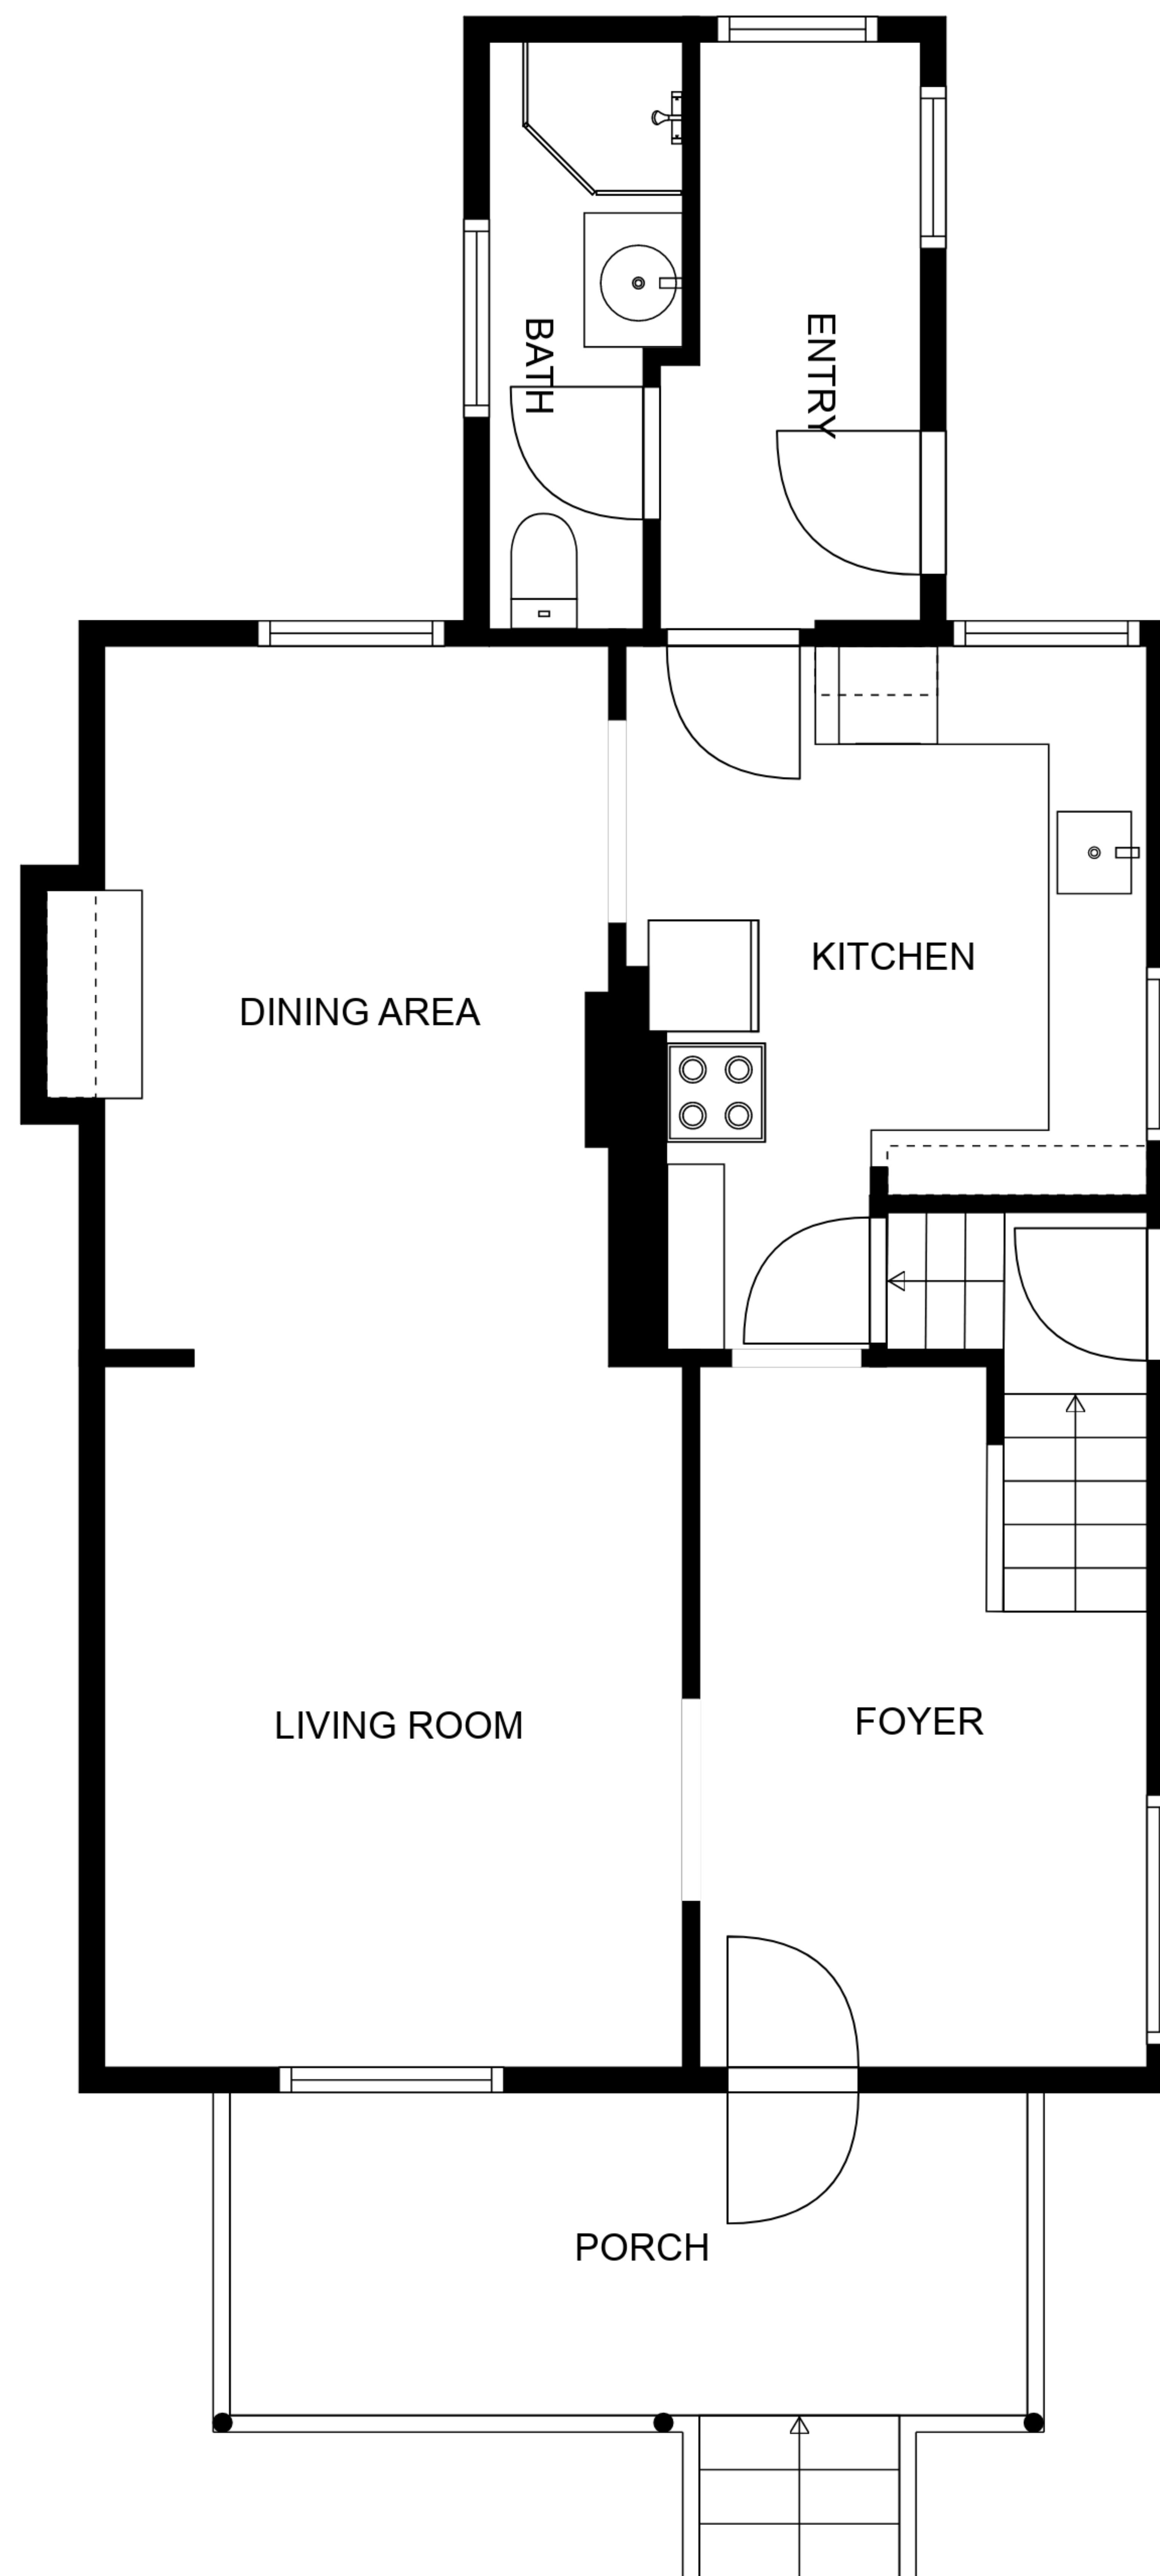 BATH
ENTRY
KITCHEN
DINING AREA
LIVING ROOM
FOYER
PORCH